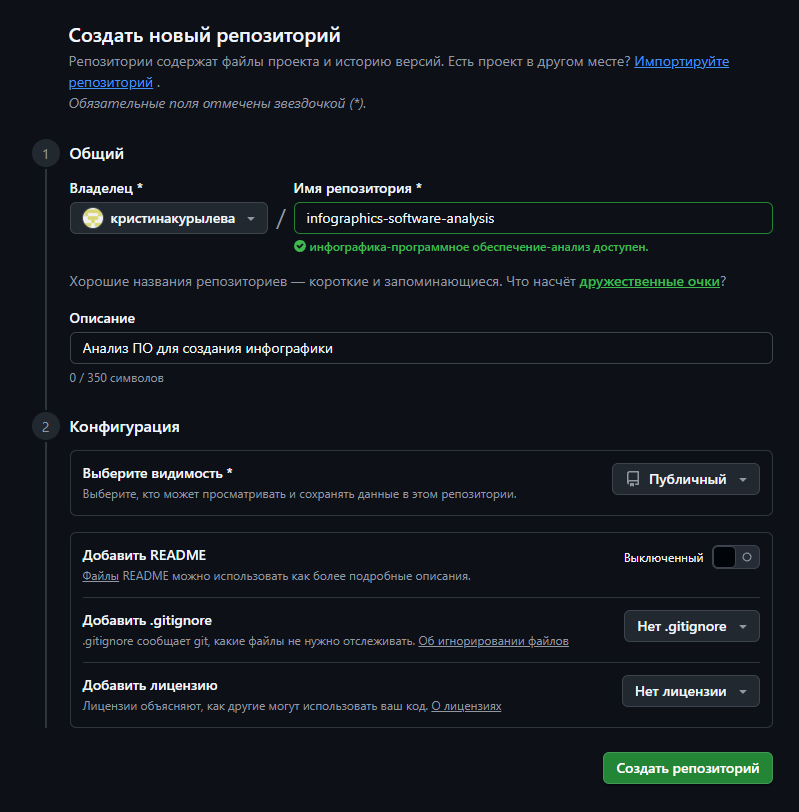 Создать новый репозиторий
Репозитории содержат файлы проекта и историю версий. Есть проект в другом месте? Импортируйте
репозиторий .
Обязательные поля отмечены звездочкой (*).
1 Общий
Владелец * Имя репозитория *
кристинакурылева / infographics-software-analysis
инфографика-программное обеспечение-анализ доступен.
Хорошие названия репозиториев — короткие и запоминающиеся. Что насчёт дружественные очки?
Описание
Анализ ПО для создания инфографики
0 / 350 символов
2 Конфигурация
Выберите видимость * Публичный
Выберите, кто может просматривать и сохранять данные в этом репозитории.
Добавить README Выключенный
Файлы README можно использовать как более подробные описания.
Добавить .gitignore Нет .gitignore
.gitignore сообщает git, какие файлы не нужно отслеживать. Об игнорировании файлов
Добавить лицензию Нет лицензии
Лицензии объясняют, как другие могут использовать ваш код. О лицензиях
Создать репозиторий